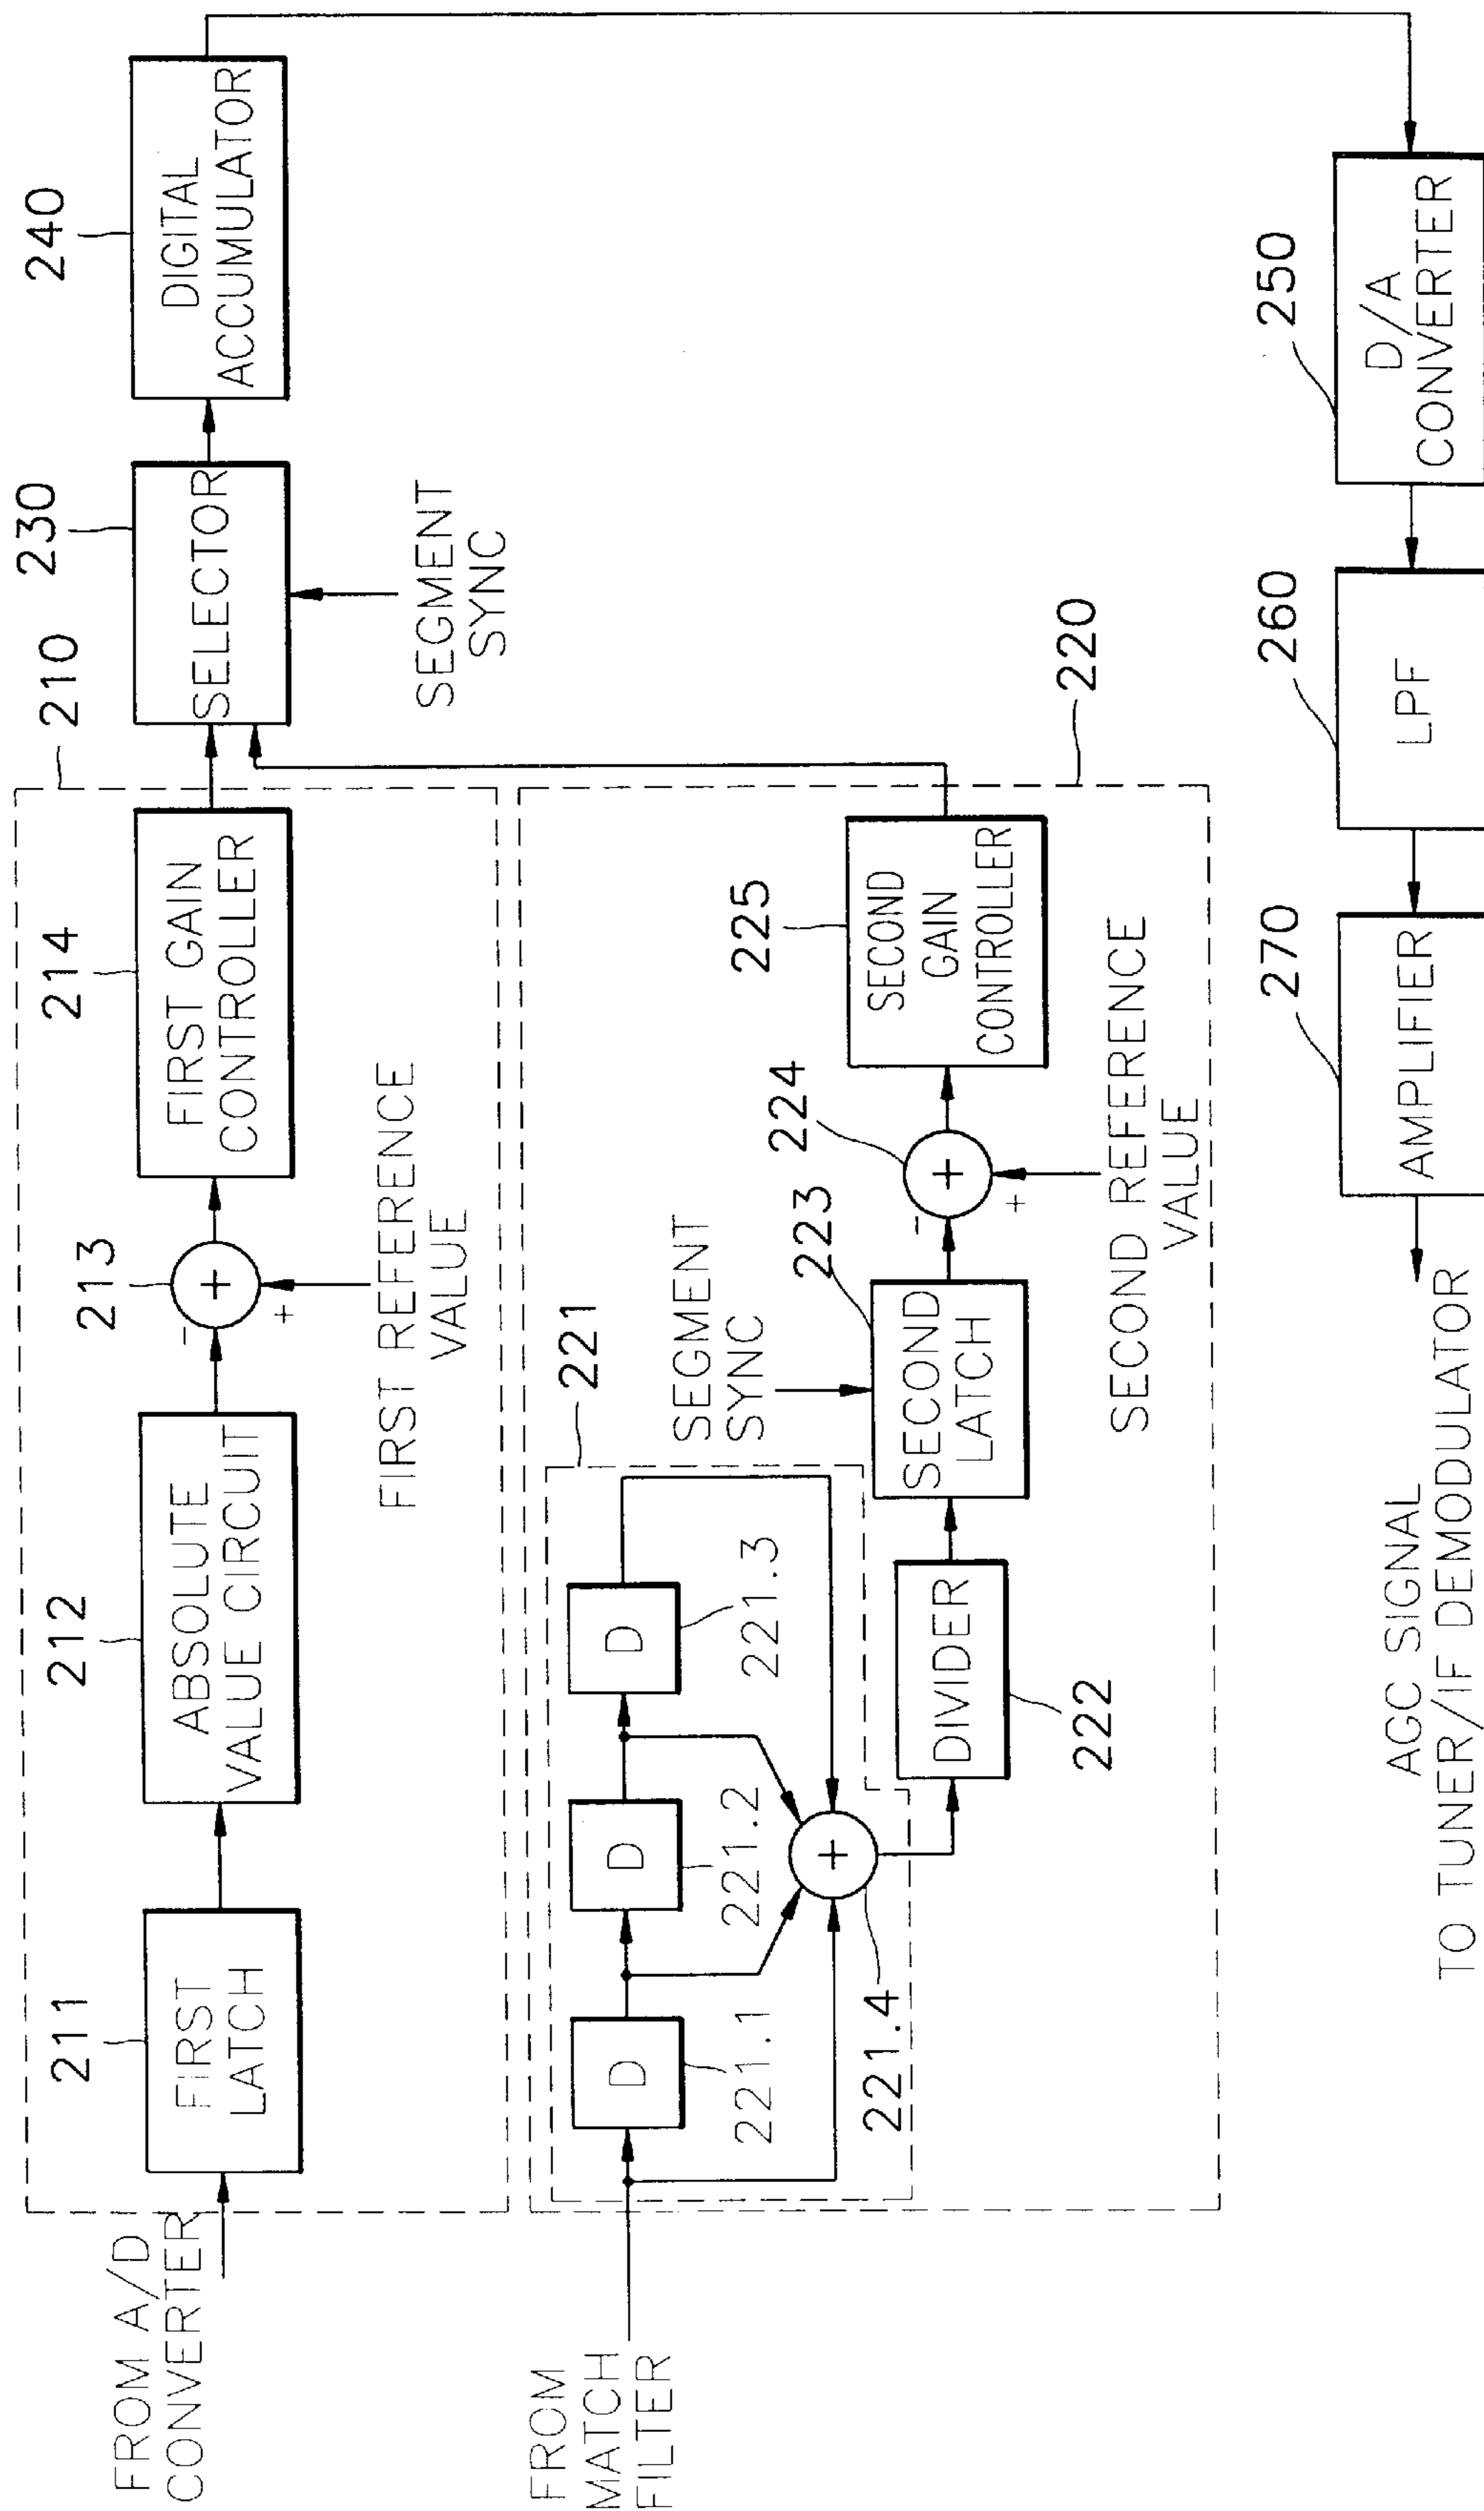 FROM A/D
CONVERTER
211
FIRST
LATCH
212
ABSOLUTE
VALUE CIRCUIT
213
-
+
+
FIRST REFERENCE
VALUE
214
FIRST GAIN
CONTROLLER
210
230
SELECTOR
SEGMENT
SYNC
240
DIGITAL
ACCUMULATOR
FROM
MATCH
FILTER
D
221.1
D
221.2
D
221.3
+
221.4
221
DIVIDER
222
SEGMENT
SYNC
223
SECOND
LATCH
224
-
+
+
SECOND REFERENCE
VALUE
225
SECOND
GAIN
CONTROLLER
220
AGC SIGNAL
TO TUNER/IF DEMODULATOR
270
AMPLIFIER
260
LPF
250
D/A
CONVERTER